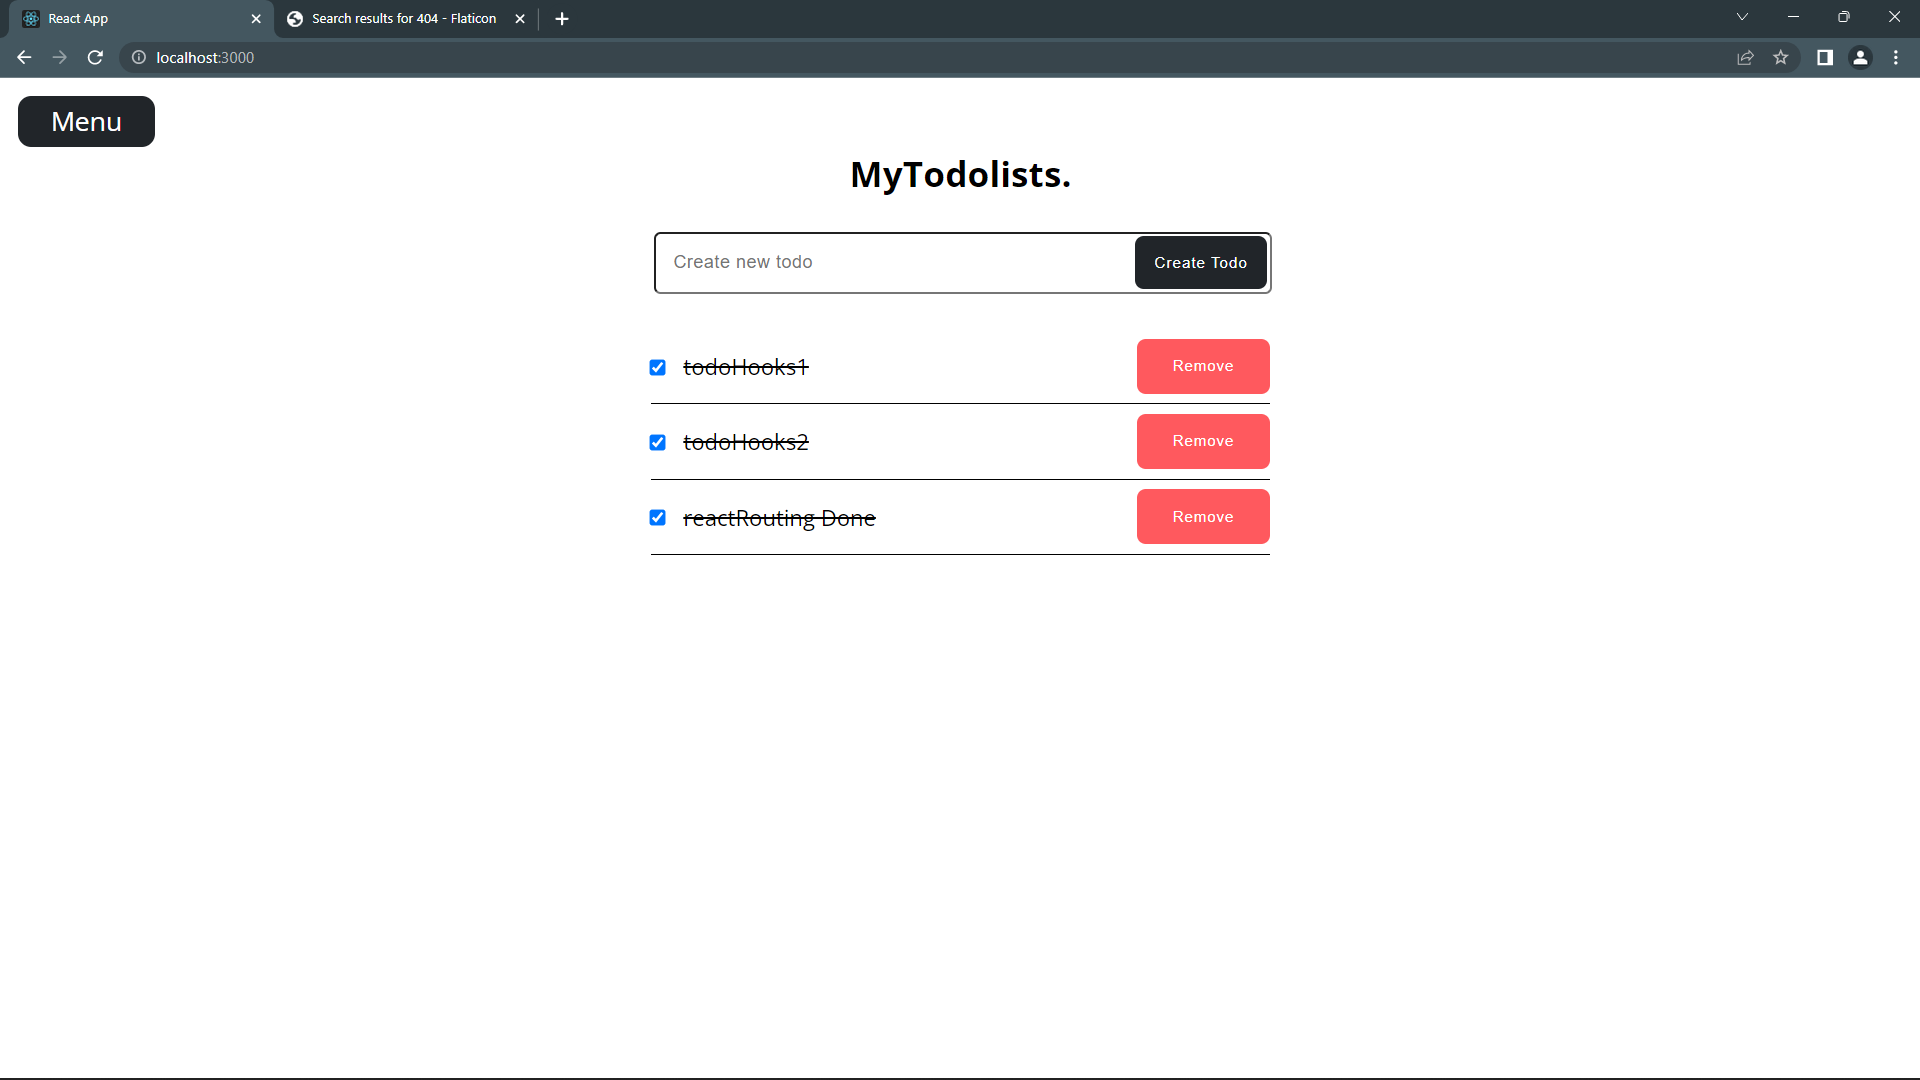 React App
Search results for 404 - Flaticon
localhost:3000
Menu
MyTodolists.
Create new todo
Create Todo
todoHooks1
Remove
todoHooks2
Remove
reactRouting Done
Remove